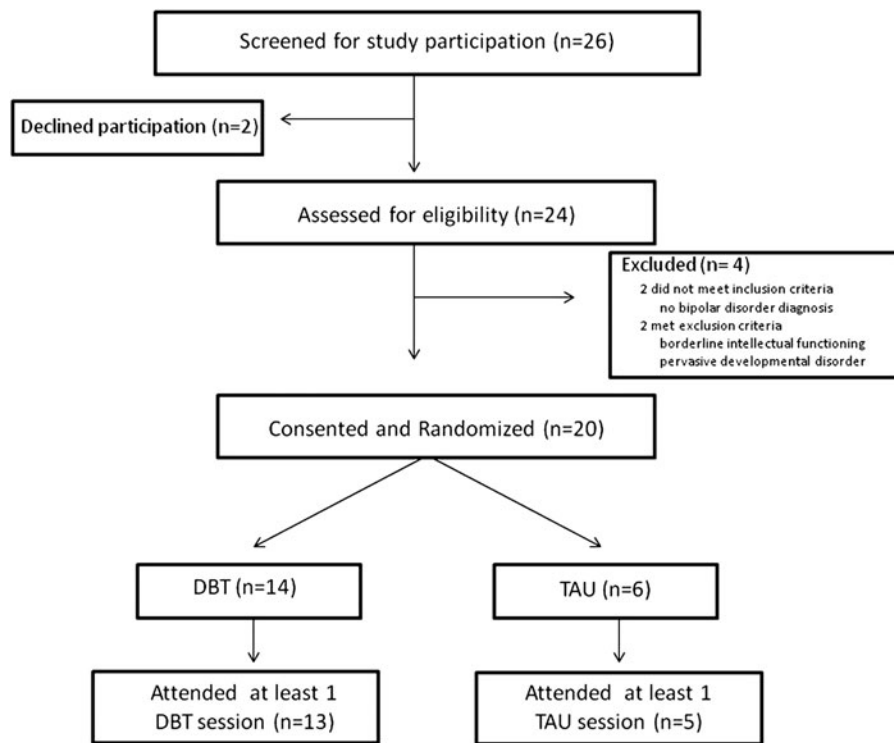 Screened for study participation (n=26)
Declined participation (n=2)
Assessed for eligibility (n=24)
Excluded (n= 4)
2 did not meet inclusion criteria
no bipolar disorder diagnosis
2 met exclusion criteria
borderline intellectual functioning
pervasive developmental disorder
Consented and Randomized (n=20)
DBT (n=14)
TAU (n=6)
Attended at least 1
DBT session (n=13)
Attended at least 1
TAU session (n=5)